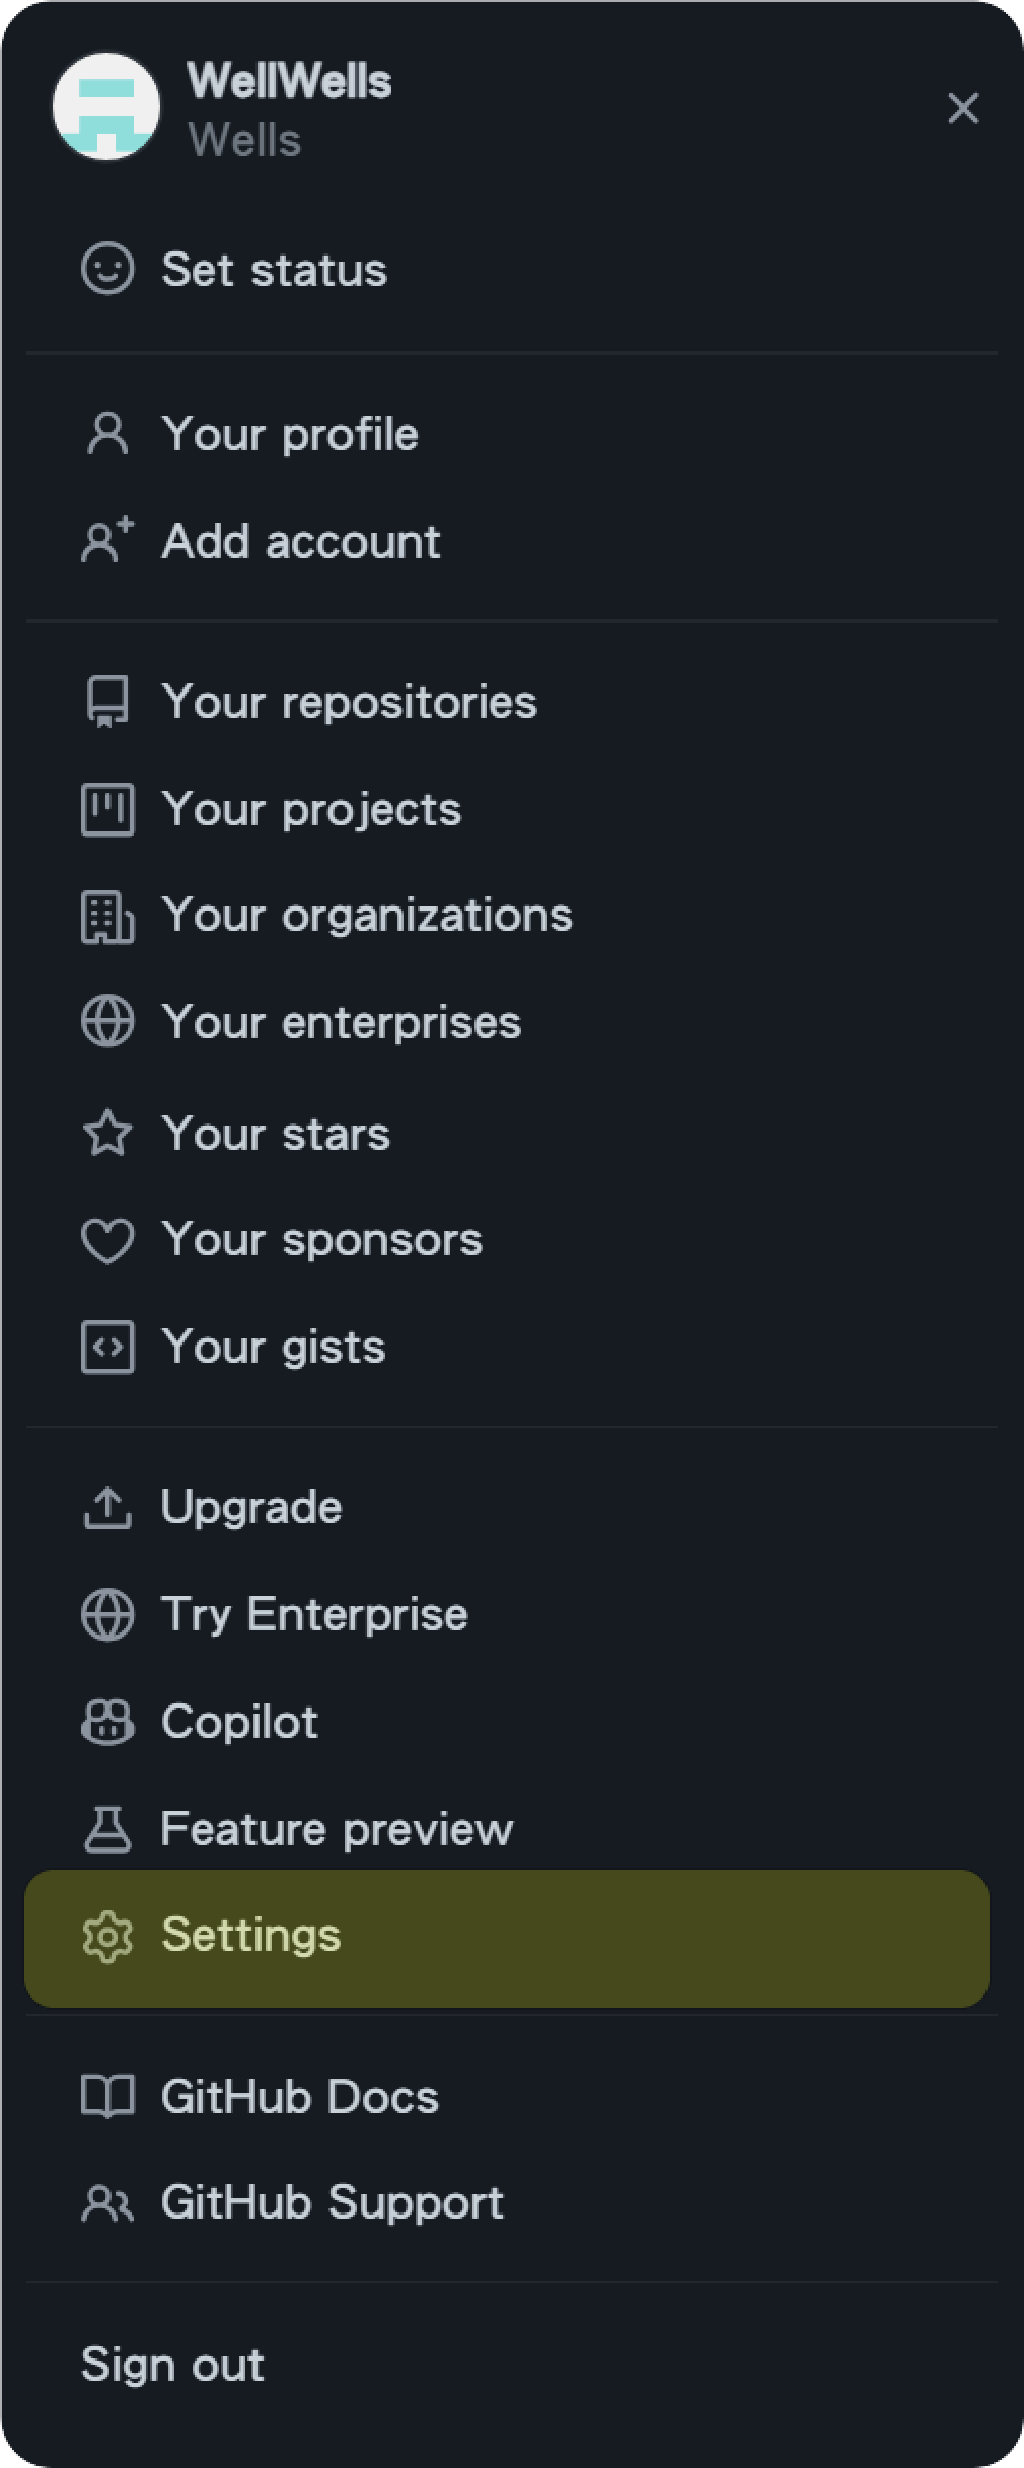 WellWells
Wells
Set status
Your profile
Add account
Your repositories
Your projects
Your organizations
Your enterprises
Your stars
Your sponsors
Your gists
Upgrade
Try Enterprise
Copilot
Feature preview
Settings
GitHub Docs
GitHub Support
Sign out